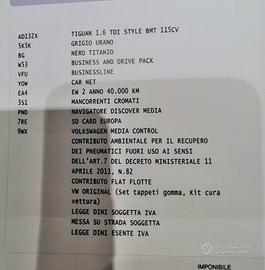 AD132X TIGUAN 1.6 TDI STYLE BMT 115CV
5K5K GRIGIO URANO
BG NERO TITANIO
W53 BUSINESS AND DRIVE PACK
VFU BUSINESSLINE
YOW CAR NET
EA4 EW 2 ANNO 40.000 KM
3S1 MANCORRENTI CROMATI
PND NAVIGATORE DISCOVER MEDIA
7RE SD CARD EUROPA
9WX VOLKSWAGEN MEDIA CONTROL
CONTRIBUTO AMBIENTALE PER IL RECUPERO
DEI PNEUMATICI FUORI USO AI SENSI
DELL'ART.7 DEL DECRETO MINISTERIALE 11
APRILE 2011, N.82
CONTRIBUTO FLAT FLOTTE
VW ORIGINAL (Set tappeti gomma, Kit cura
vettura)
LEGGE DINI SOGGETTA IVA
MESSA SU STRADA SOGGETTA
LEGGE DINI ESENTE IVA
subito
IMPONIBILE